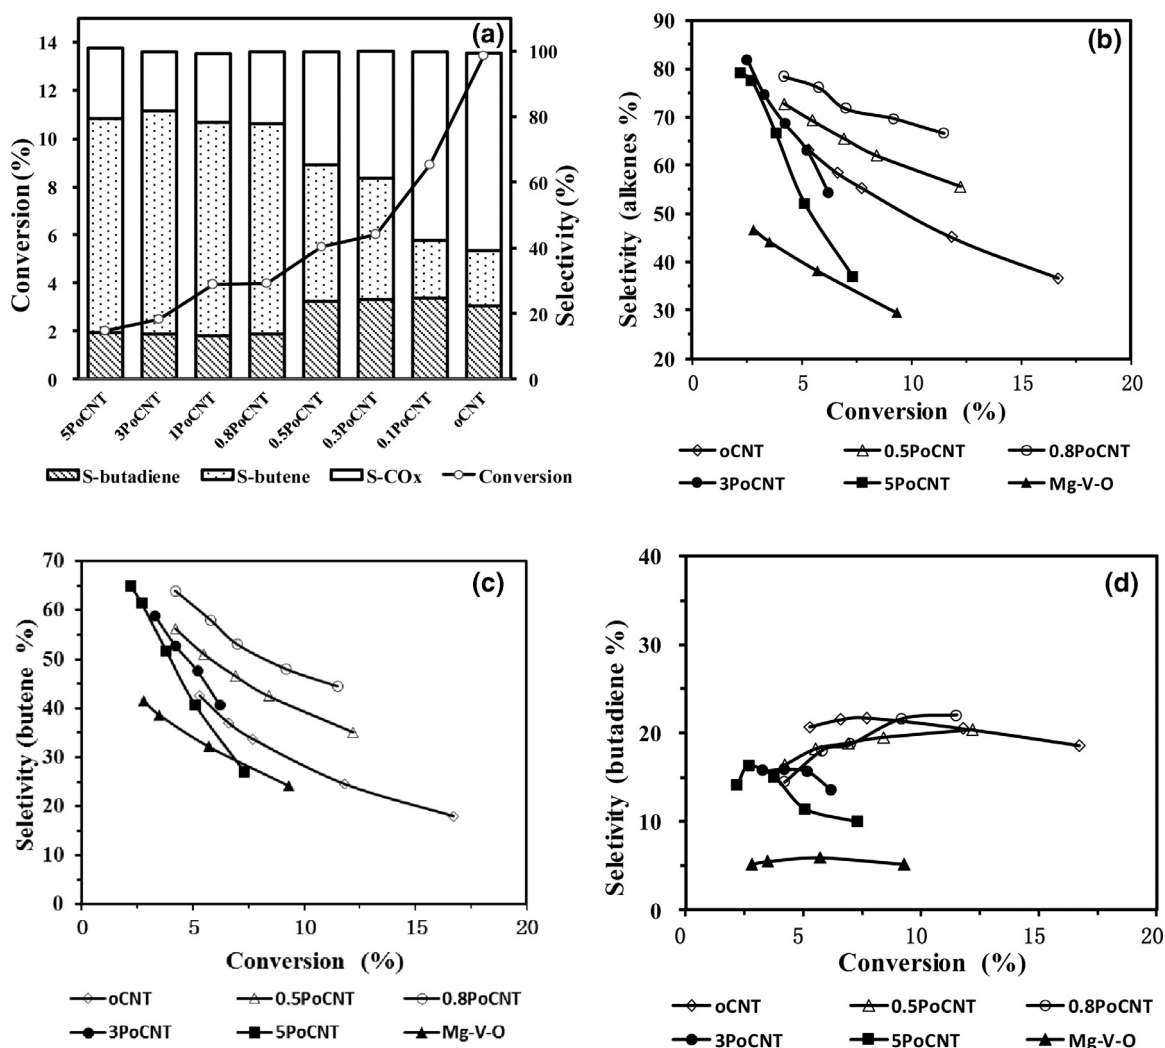 (a)
Conversion (%)
14
12
10
8
6
4
2
0
100
80
60
40
20
0
Selectivity (%)
5PoCNT
3PoCNT
1PoCNT
0.8PoCNT
0.5PoCNT
0.3PoCNT
0.1PoCNT
oCNT
S-butadiene S-butene S-COx Conversion
(b)
Seletivity (alkenes %)
90
80
70
60
50
40
30
20
0 5 10 15 20
Conversion (%)
oCNT 0.5PoCNT 0.8PoCNT
3PoCNT 5PoCNT Mg-V-O
(c)
Seletivity (butene %)
70
60
50
40
30
20
10
0
0 5 10 15 20
Conversion (%)
oCNT 0.5PoCNT 0.8PoCNT
3PoCNT 5PoCNT Mg-V-O
(d)
Seletivity (butadiene %)
40
30
20
10
0
0 5 10 15 20
Conversion (%)
oCNT 0.5PoCNT 0.8PoCNT
3PoCNT 5PoCNT Mg-V-O